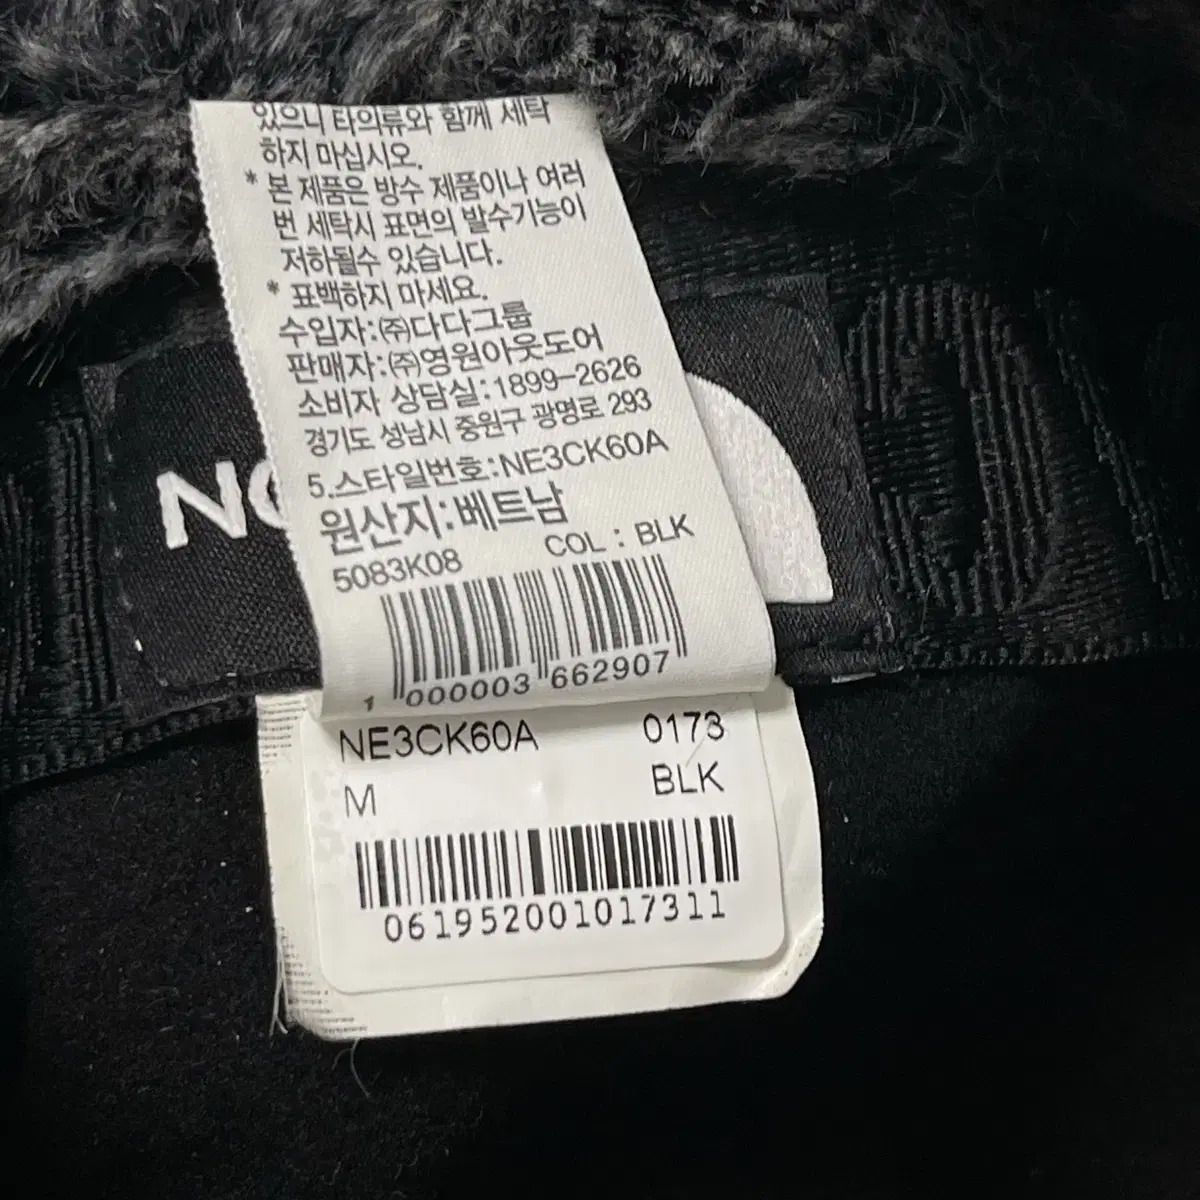 있으니 타의류와 함께 세탁
하지 마십시오.
* 본 제품은 방수 제품이나 여러
번 세탁시 표면의 발수기능이
저하될수 있습니다.
* 표백하지 마세요.
수입자:㈜다다그룹
판매자:㈜영원아웃도어
소비자 상담실:1899-2626
경기도 성남시 중원구 광명로 293
5.스타일번호:NE3CK60A
원산지:베트남
5083K08 COL : BLK
1 000003 662907
NE3CK60A 0173
M BLK
061952001017311